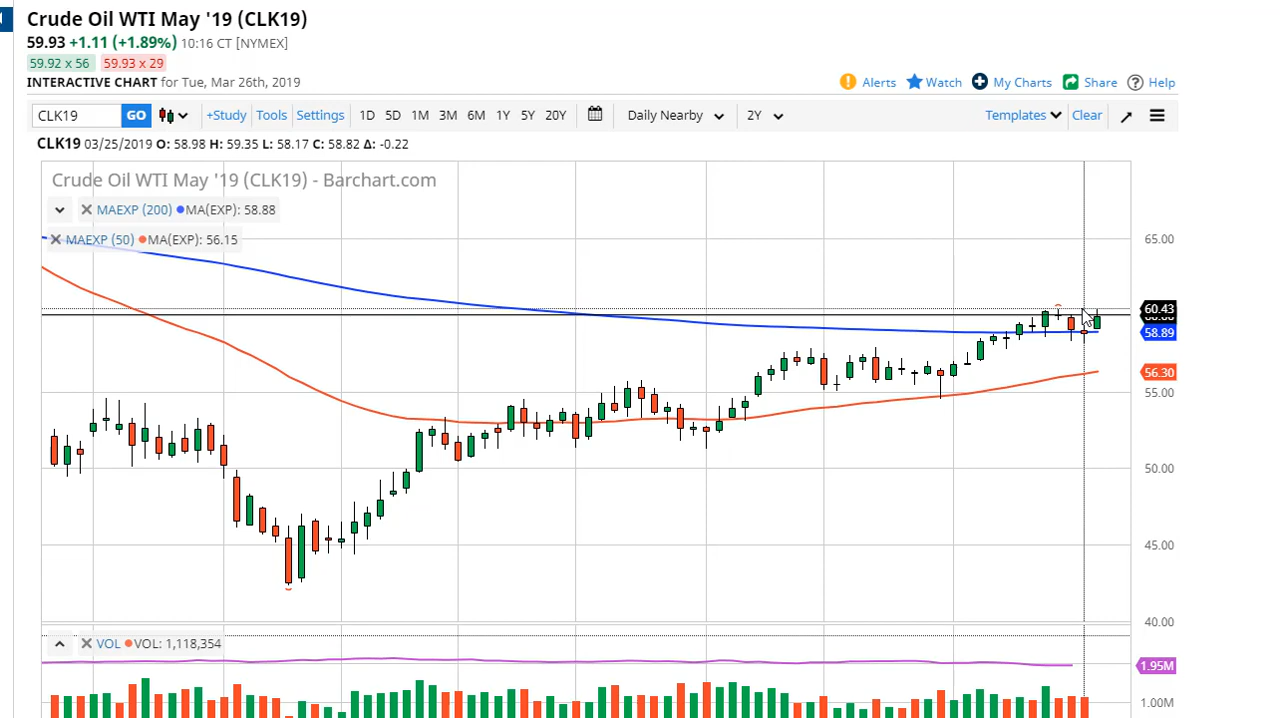 Crude Oil WTI May '19 (CLK19)
59.93 +1.11 (+1.89%) 10:16 CT [NYMEX]
59.92 x 56 59.93 x 29
INTERACTIVE CHART for Tue, Mar 26th, 2019
Alerts Watch My Charts Share Help
CLK19 GO +Study Tools Settings 1D 5D 1M 3M 6M 1Y 5Y 20Y Daily Nearby 2Y Templates Clear
CLK19 03/25/2019 O: 58.98 H: 59.35 L: 58.17 C: 58.82 Δ: -0.22
Crude Oil WTI May '19 (CLK19) - Barchart.com
MAEXP (200) MA(EXP): 58.88
MAEXP (50) MA(EXP): 56.15
65.00
60.43
58.89
56.30
55.00
50.00
45.00
40.00
VOL VOL: 1,118,354
1.95M
1.00M